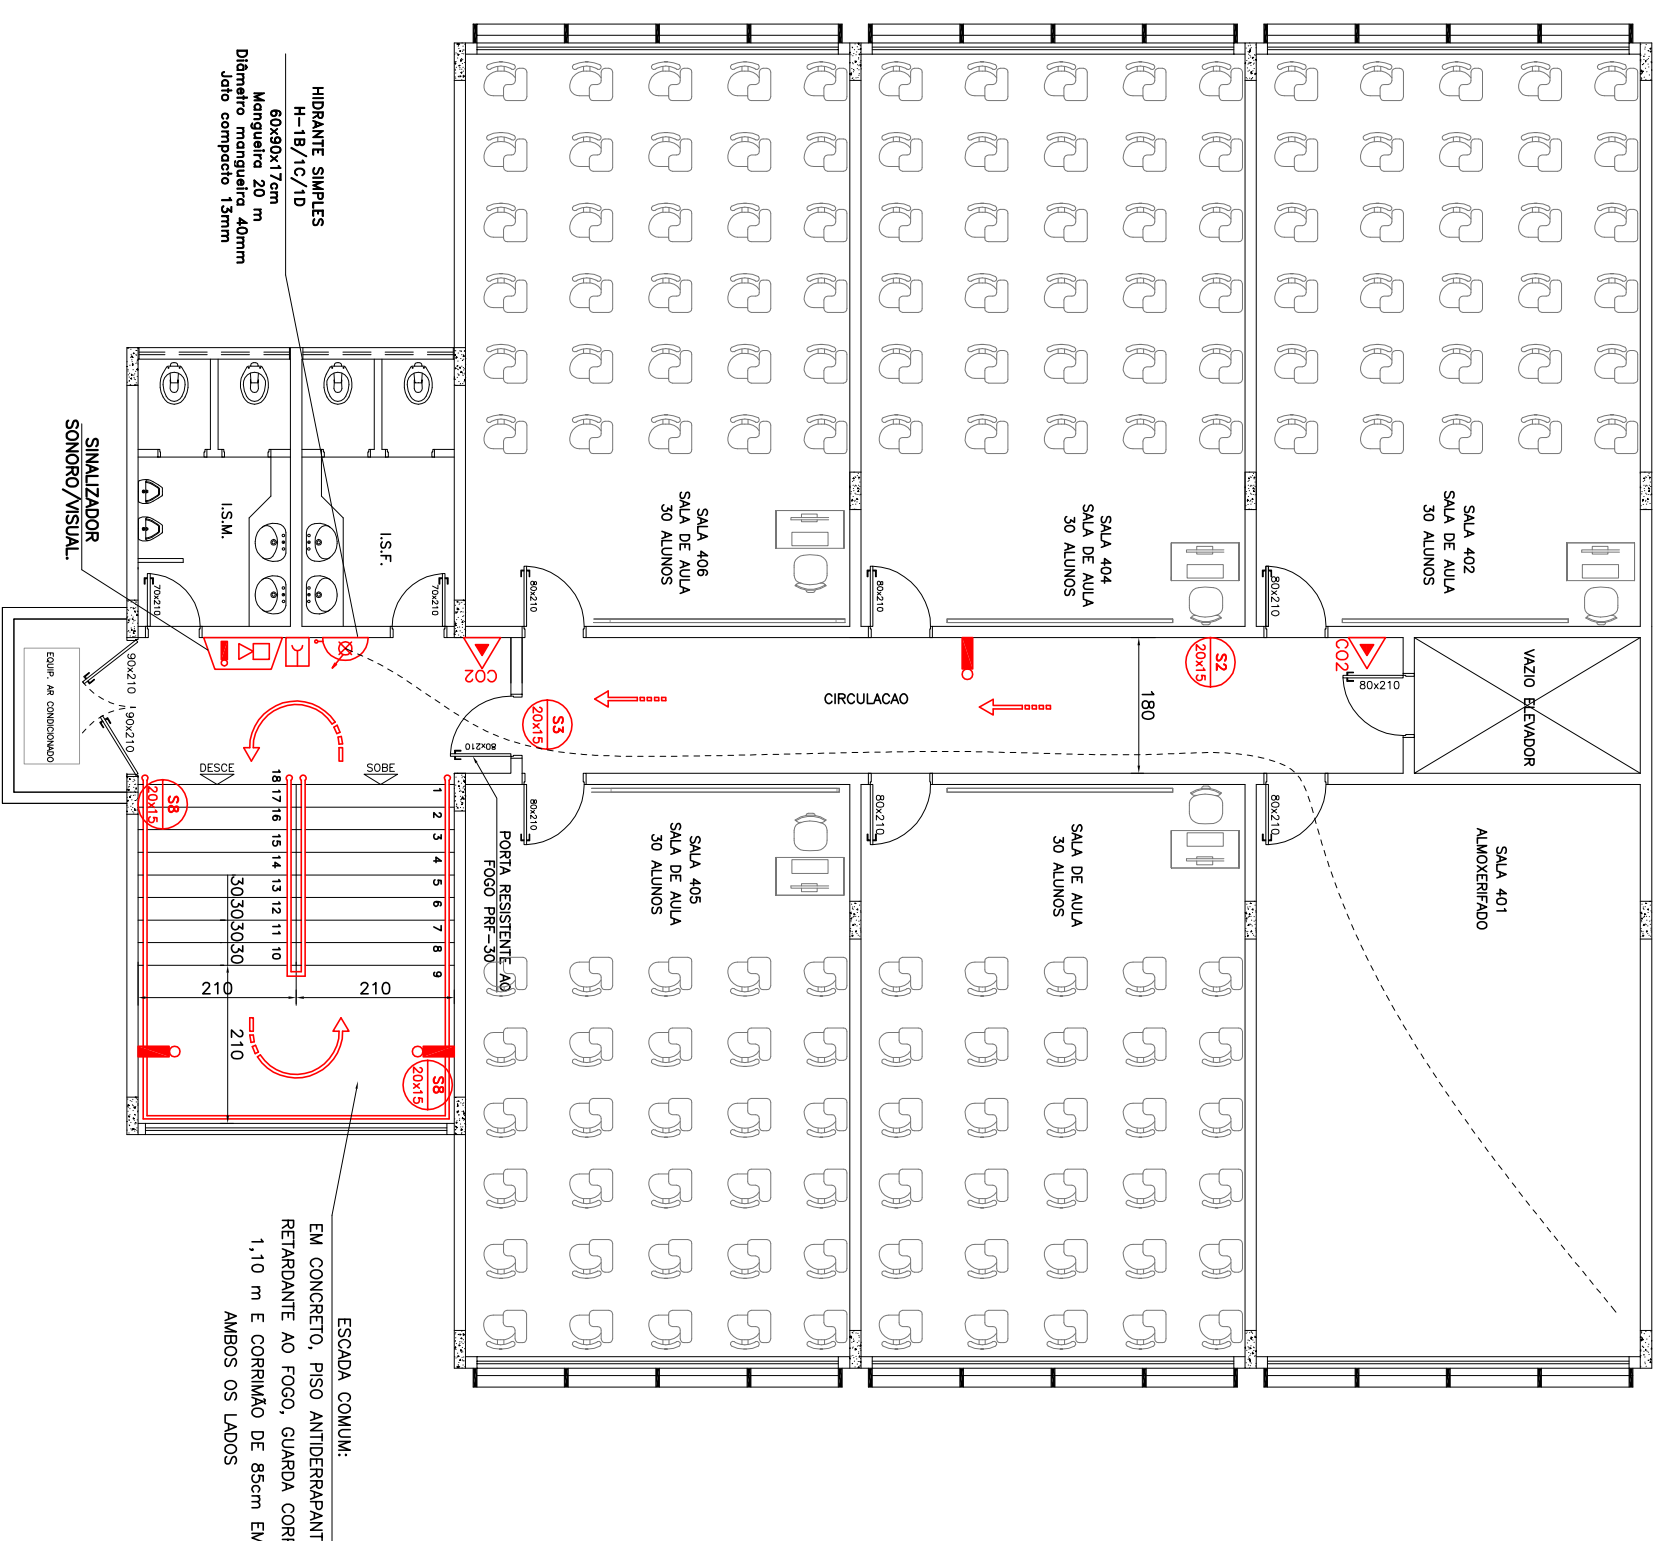 HIDRANTE SIMPLES
H-1B/1C/1D
60x90x17cm
Mangueira 20 m
Diâmetro mangueira 40mm
Jato compacto 13mm
SALA 406
SALA DE AULA
30 ALUNOS
SALA 404
SALA DE AULA
30 ALUNOS
SALA 402
SALA DE AULA
30 ALUNOS
I.S.M.
I.S.F.
SINALIZADOR
SONORO/VISUAL.
70x210
70x210
80x210
80x210
80x210
EQUIP. AR CONDICIONADO
90x210
90x210
CO2
S3
20x15
80x210
CIRCULACAO
180
S2
20x15
CO2
80x210
VAZIO ELEVADOR
DESCE
SOBE
S8
20x15
18
17
16
15
14
13
12
11
10
1
2
3
4
5
6
7
8
9
30
30
30
30
210
210
210
S8
20x15
PORTA RESISTENTE AO
FOGO PRF-30
80x210
80x210
80x210
SALA 405
SALA DE AULA
30 ALUNOS
SALA DE AULA
30 ALUNOS
SALA 401
ALMOXERIFADO
ESCADA COMUM:
EM CONCRETO, PISO ANTIDERRAPANT
RETARDANTE AO FOGO, GUARDA CORP
1,10 m E CORRIMÃO DE 85cm EM
AMBOS OS LADOS